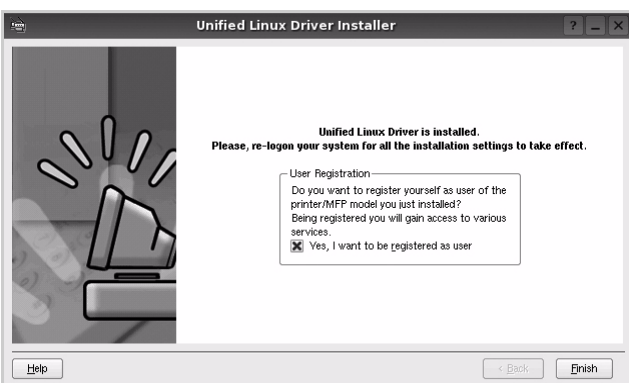 Unified Linux Driver Installer
Unified Linux Driver is installed.
Please, re-logon your system for all the installation settings to take effect.
User Registration
Do you want to register yourself as user of the
printer/MFP model you just installed?
Being registered you will gain access to various
services.
Yes, I want to be registered as user
Help
< Back
Finish